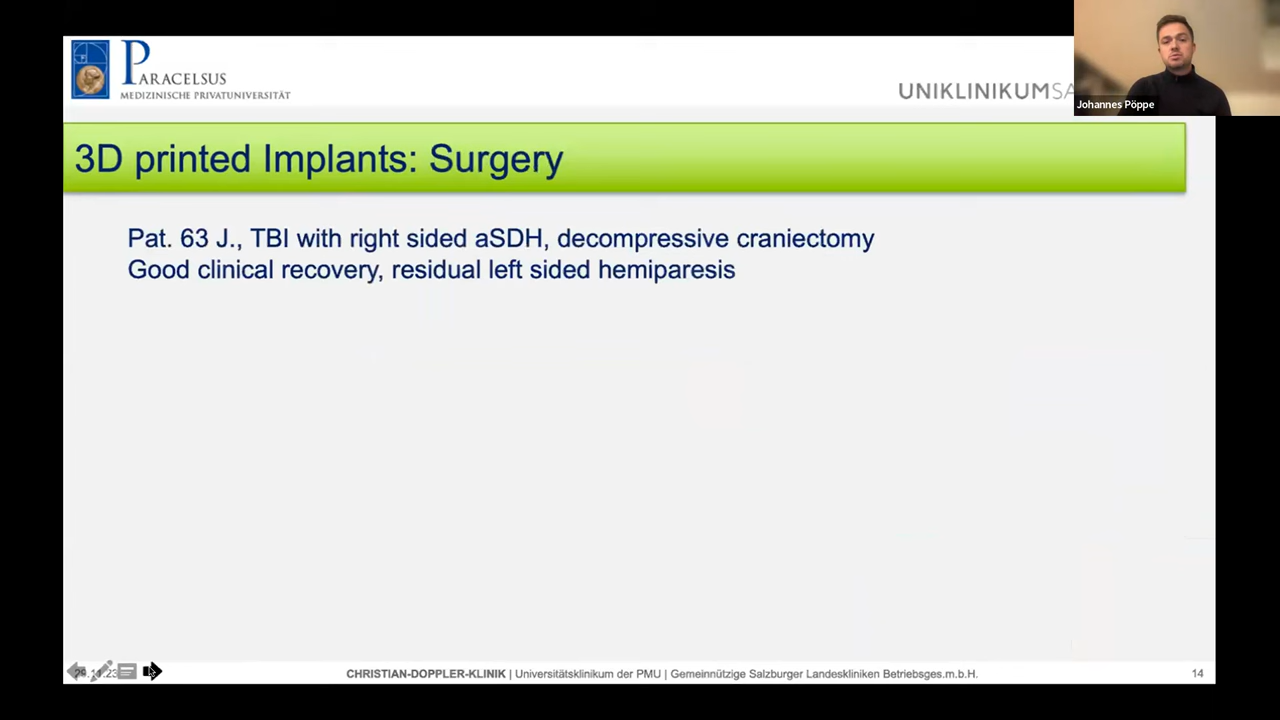 PARACELSUS
MEDIZINISCHE PRIVATUNIVERSITÄT
UNIKLINIKUMSA
Johannes Pöppe
3D printed Implants: Surgery
Pat. 63 J., TBI with right sided aSDH, decompressive craniectomy
Good clinical recovery, residual left sided hemiparesis
CHRISTIAN-DOPPLER-KLINIK | Universitätsklinikum der PMU | Gemeinnützige Salzburger Landeskliniken Betriebsges.m.b.H.
14